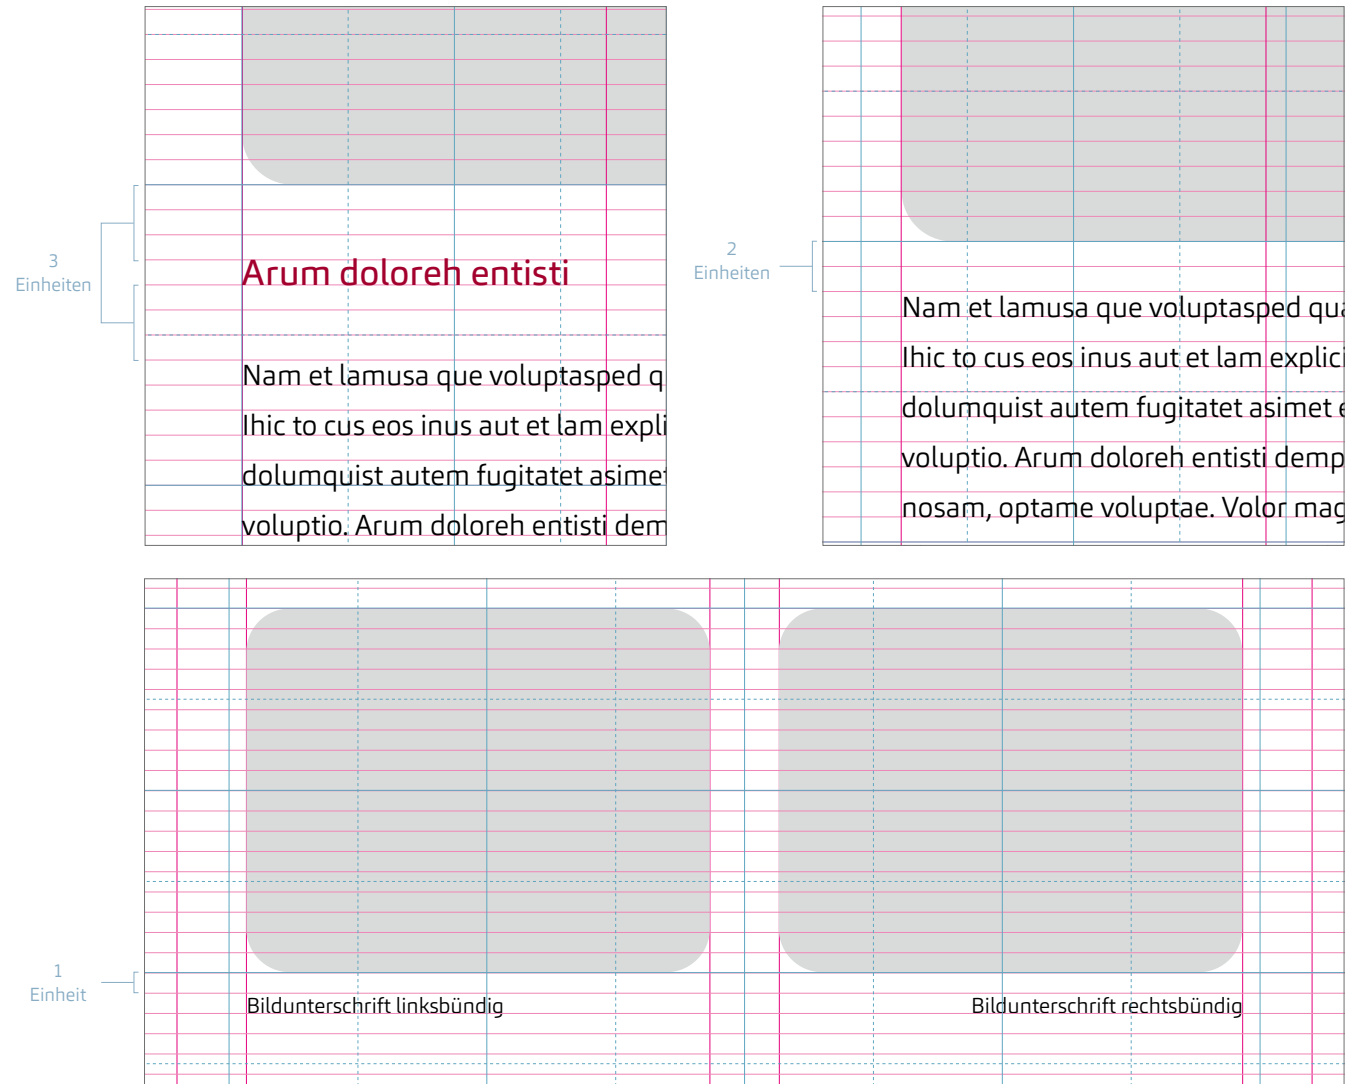 3
Einheiten
Arum doloreh entisti
Nam et lamusa que voluptasped q
Ihic to cus eos inus aut et lam expli
dolumquist autem fugitatet asimet
voluptio. Arum doloreh entisti dem
2
Einheiten
Nam et lamusa que voluptasped qua
Ihic to cus eos inus aut et lam explici
dolumquist autem fugitatet asimet e
voluptio. Arum doloreh entisti demp
nosam, optame voluptae. Volor mag
1
Einheit
Bildunterschrift linksbündig
Bildunterschrift rechtsbündig